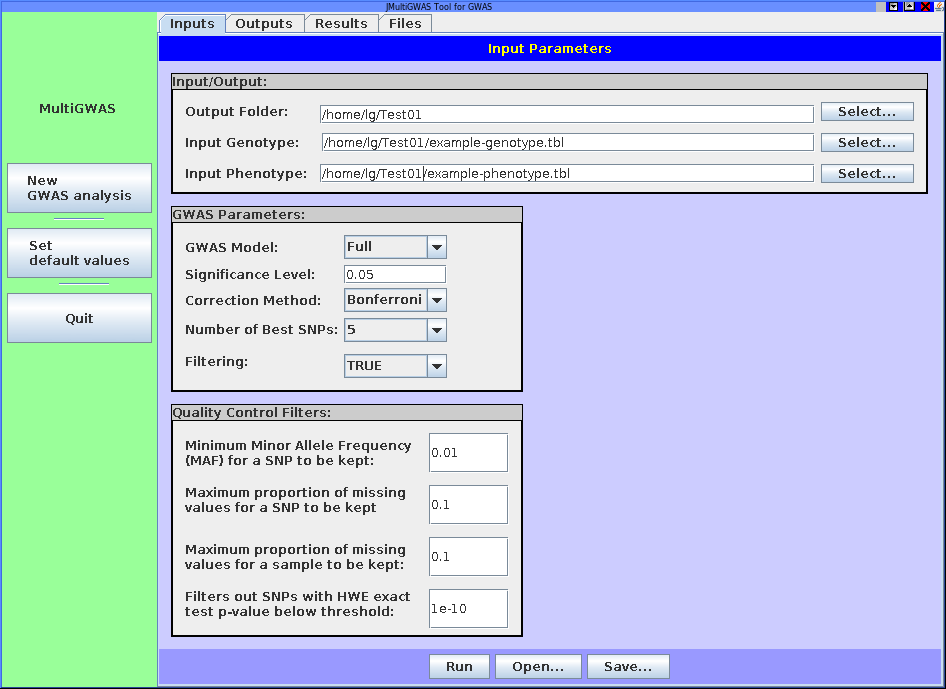 JMultiGWAS Tool for GWAS
Inputs Outputs Results Files
Input Parameters
MultiGWAS
New
GWAS analysis
Set
default values
Quit
Input/Output:
Output Folder: /home/lg/Test01 Select...
Input Genotype: /home/lg/Test01/example-genotype.tbl Select...
Input Phenotype: /home/lg/Test01/example-phenotype.tbl Select...
GWAS Parameters:
GWAS Model: Full
Significance Level: 0.05
Correction Method: Bonferroni
Number of Best SNPs: 5
Filtering: TRUE
Quality Control Filters:
Minimum Minor Allele Frequency
(MAF) for a SNP to be kept: 0.01
Maximum proportion of missing
values for a SNP to be kept 0.1
Maximum proportion of missing
values for a sample to be kept: 0.1
Filters out SNPs with HWE exact
test p-value below threshold: 1e-10
Run Open... Save...